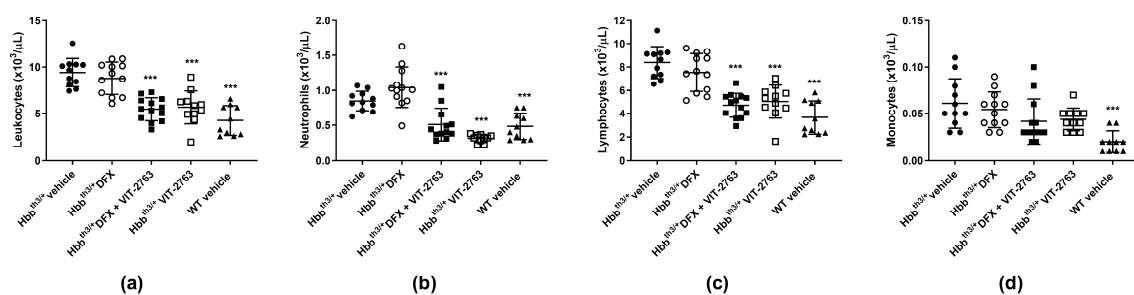 Leukocytes (x10³/µL)
15
10
5
0
***
***
***
Hbb^th3/+ vehicle
Hbb^th3/+ DFX
Hbb^th3/+ DFX + VIT-2763
Hbb^th3/+ VIT-2763
WT vehicle
(a)
Neutrophils (x10³/µL)
2.0
1.5
1.0
0.5
0.0
***
***
***
Hbb^th3/+ vehicle
Hbb^th3/+ DFX
Hbb^th3/+ DFX + VIT-2763
Hbb^th3/+ VIT-2763
WT vehicle
(b)
Lymphocytes (x10³/µL)
12
10
8
6
4
2
0
***
***
***
Hbb^th3/+ vehicle
Hbb^th3/+ DFX
Hbb^th3/+ DFX + VIT-2763
Hbb^th3/+ VIT-2763
WT vehicle
(c)
Monocytes (x10³/µL)
0.15
0.10
0.05
0.00
***
Hbb^th3/+ vehicle
Hbb^th3/+ DFX
Hbb^th3/+ DFX + VIT-2763
Hbb^th3/+ VIT-2763
WT vehicle
(d)